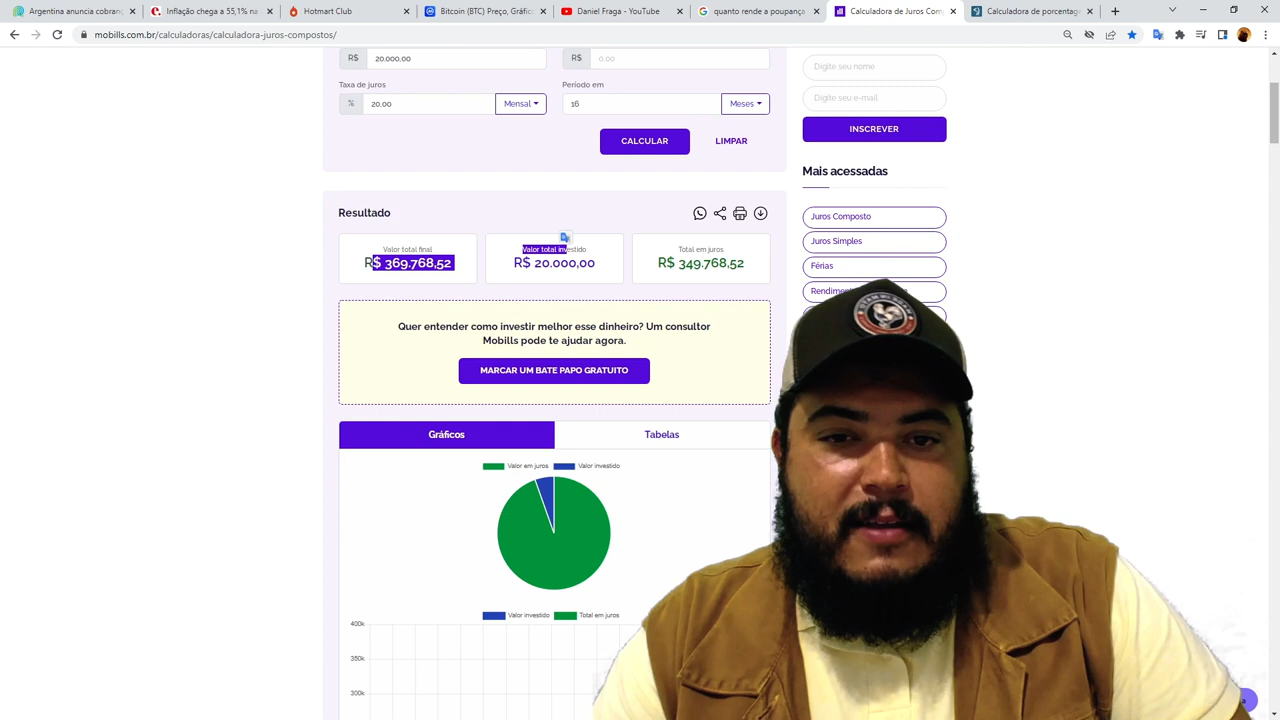 Argentina anuncia cobranç
Inflação chega a 55,1% na
Hotmart Club
Bitcoin (BTC) Preço, Gráfico
Daniel Fraga - YouTube
quanto rende a poupança
Calculadora de Juros Com
Calculadora de porcentage
mobills.com.br/calculadoras/calculadora-juros-compostos/
R$ 20.000,00
R$ 0,00
Digite seu nome
Taxa de juros
Período em
% 20,00 Mensal
16 Meses
Digite seu e-mail
CALCULAR
LIMPAR
INSCREVER
Mais acessadas
Resultado
Juros Composto
Juros Simples
Férias
Valor total final
R$ 369.768,52
Valor total investido
R$ 20.000,00
Total em juros
R$ 349.768,52
Quer entender como investir melhor esse dinheiro? Um consultor
Mobills pode te ajudar agora.
MARCAR UM BATE PAPO GRATUITO
Gráficos
Tabelas
Valor em juros
Valor investido
Valor investido
Total em juros
400k
350k
300k